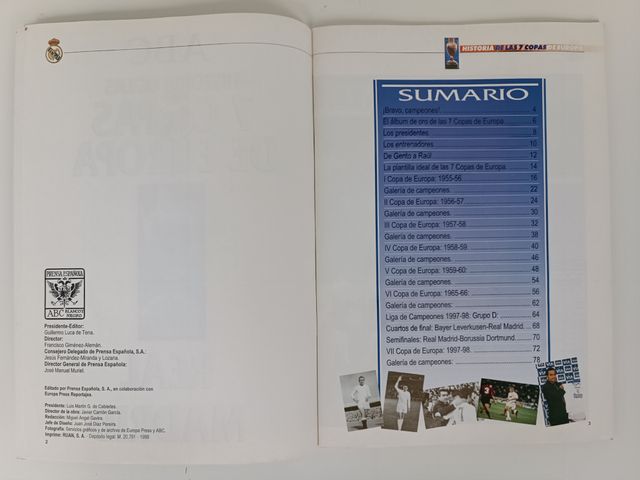 PRENSA ESPAÑOLA
ABC BLANCO Y NEGRO
Presidente-Editor:
Guillermo Luca de Tena.
Director:
Francisco Giménez-Alemán.
Consejero Delegado de Prensa Española, S.A.:
Jesús Fernández-Miranda y Lozana.
Director General de Prensa Española:
José Manuel Muriel.
Editado por Prensa Española, S. A., en colaboración con
Europa Press Reportajes.
Presidente: Luis Martín G. de Cabiedes.
Director de la obra: Javier Carrión García.
Redacción: Miguel Ángel Gavira.
Jefe de Diseño: Juan José Díaz Pereira.
Fotografía: Servicios gráficos y de archivo de Europa Press y ABC.
Imprime: RUAN, S. A. - Depósito legal: M. 20.791 - 1998
2
HISTORIA DE LAS 7 COPAS DE EUROPA
SUMARIO
¡Bravo, campeones! 4
El álbum de oro de las 7 Copas de Europa 6
Los presidentes 8
Los entrenadores 10
De Gento a Raúl 12
La plantilla ideal de las 7 Copas de Europa 14
I Copa de Europa: 1955-56 16
Galería de campeones 22
II Copa de Europa: 1956-57 24
Galería de campeones 30
III Copa de Europa: 1957-58 32
Galería de campeones 38
IV Copa de Europa: 1958-59 40
Galería de campeones 46
V Copa de Europa: 1959-60: 48
Galería de campeones 54
VI Copa de Europa: 1965-66: 56
Galería de campeones: 62
Liga de Campeones 1997-98: Grupo D: 64
Cuartos de final: Bayer Leverkusen-Real Madrid. 68
Semifinales: Real Madrid-Borussia Dortmund. 70
VII Copa de Europa: 1997-98. 72
Galería de campeones: 78
3